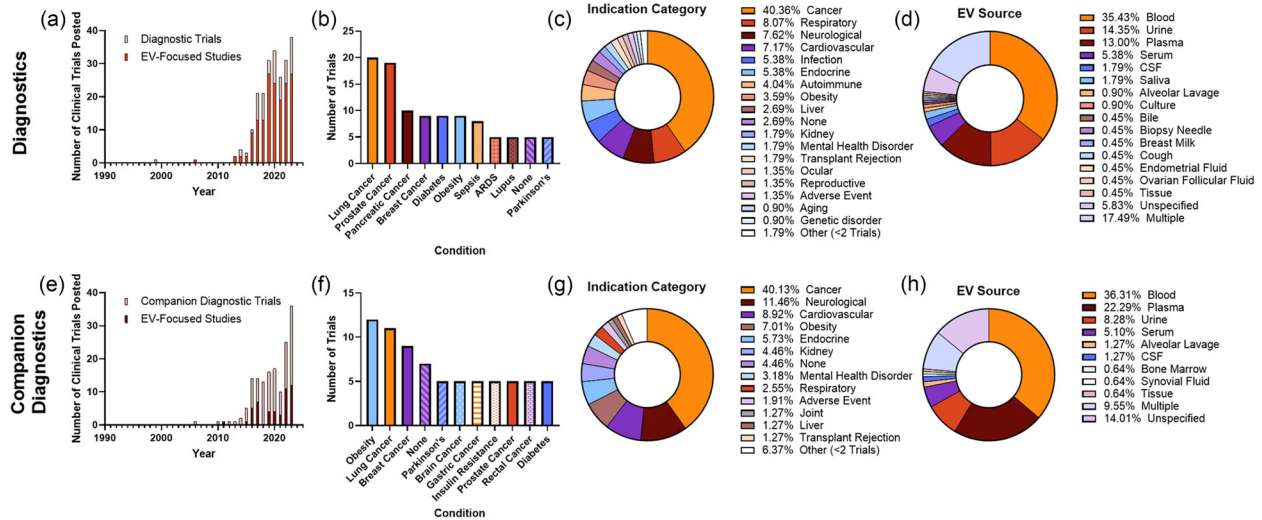 Diagnostics
(a)
Number of Clinical Trials Posted
40
30
20
10
0
1990
2000
2010
2020
Year
Diagnostic Trials
EV-Focused Studies
(b)
Number of Trials
25
20
15
10
5
0
Lung Cancer
Prostate Cancer
Pancreatic Cancer
Breast Cancer
Diabetes
Obesity
Sepsis
ARDS
Lupus
None
Parkinson's
Condition
(c)
Indication Category
40.36% Cancer
8.07% Respiratory
7.62% Neurological
7.17% Cardiovascular
5.38% Infection
5.38% Endocrine
4.04% Autoimmune
3.59% Obesity
2.69% Liver
2.69% None
1.79% Kidney
1.79% Mental Health Disorder
1.79% Transplant Rejection
1.35% Ocular
1.35% Reproductive
1.35% Adverse Event
0.90% Aging
0.90% Genetic disorder
1.79% Other (<2 Trials)
(d)
EV Source
35.43% Blood
14.35% Urine
13.00% Plasma
5.38% Serum
1.79% CSF
1.79% Saliva
0.90% Alveolar Lavage
0.90% Culture
0.45% Bile
0.45% Biopsy Needle
0.45% Breast Milk
0.45% Cough
0.45% Endometrial Fluid
0.45% Ovarian Follicular Fluid
0.45% Tissue
5.83% Unspecified
17.49% Multiple
Companion
Diagnostics
(e)
Number of Clinical Trials Posted
40
30
20
10
0
1990
2000
2010
2020
Year
Companion Diagnostic Trials
EV-Focused Studies
(f)
Number of Trials
15
10
5
0
Obesity
Lung Cancer
Breast Cancer
None
Parkinson's
Brain Cancer
Gastric Cancer
Insulin Resistance
Prostate Cancer
Rectal Cancer
Diabetes
Condition
(g)
Indication Category
40.13% Cancer
11.46% Neurological
8.92% Cardiovascular
7.01% Obesity
5.73% Endocrine
4.46% Kidney
4.46% None
3.18% Mental Health Disorder
2.55% Respiratory
1.91% Adverse Event
1.27% Joint
1.27% Liver
1.27% Transplant Rejection
6.37% Other (<2 Trials)
(h)
EV Source
36.31% Blood
22.29% Plasma
8.28% Urine
5.10% Serum
1.27% Alveolar Lavage
1.27% CSF
0.64% Bone Marrow
0.64% Synovial Fluid
0.64% Tissue
9.55% Multiple
14.01% Unspecified